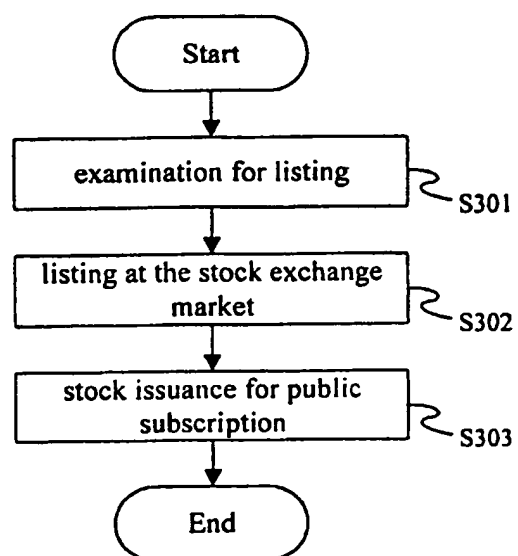 Start
examination for listing
S301
listing at the stock exchange
market
S302
stock issuance for public
subscription
S303
End